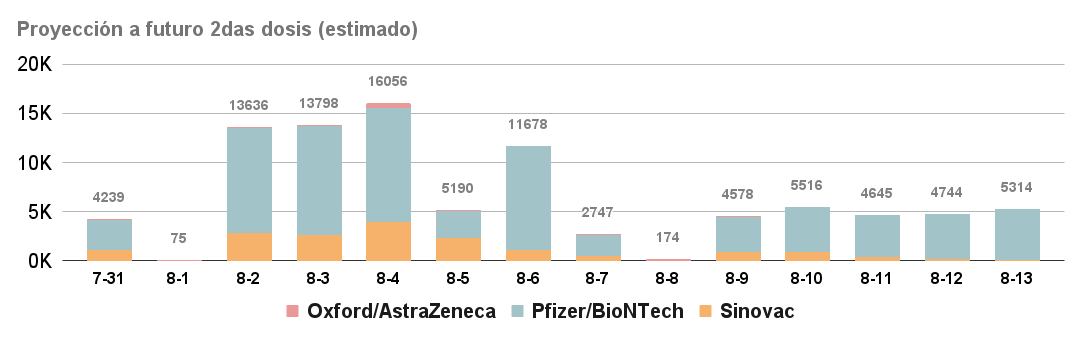 Proyección a futuro 2das dosis (estimado)
20K
15K
10K
5K
0K
4239
75
13636
13798
16056
5190
11678
2747
174
4578
5516
4645
4744
5314
7-31 8-1 8-2 8-3 8-4 8-5 8-6 8-7 8-8 8-9 8-10 8-11 8-12 8-13
Oxford/AstraZeneca Pfizer/BioNTech Sinovac